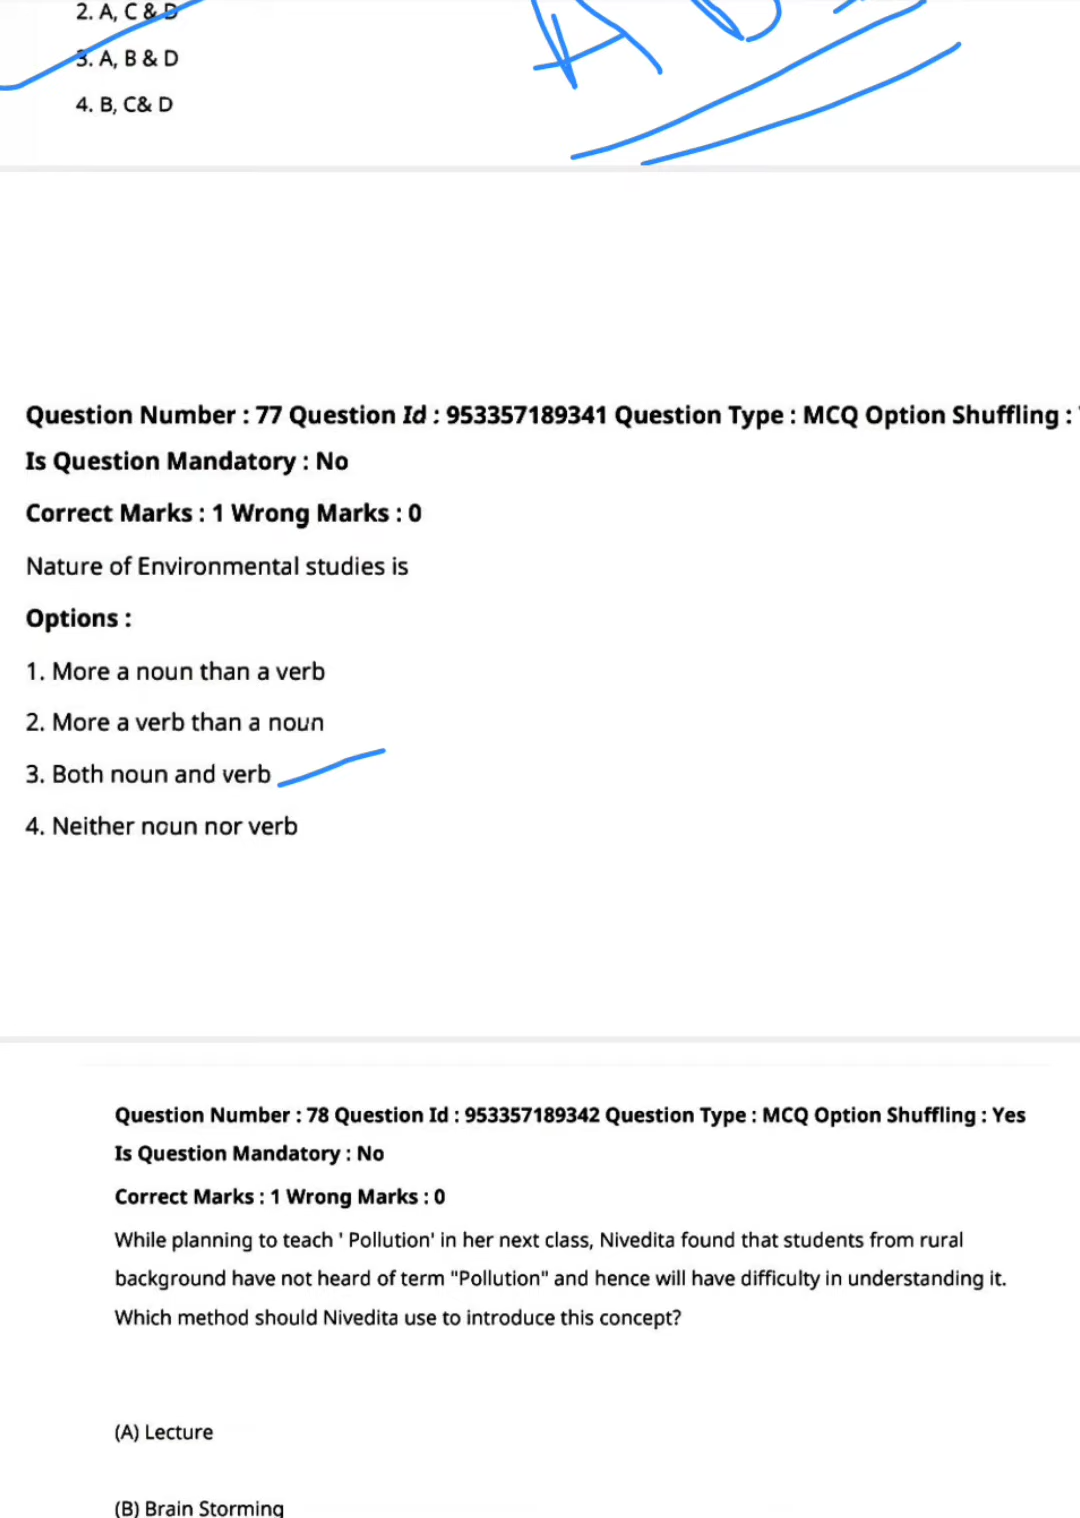 2. A, C & D
3. A, B & D
4. B, C& D
A B
Question Number : 77 Question Id : 953357189341 Question Type : MCQ Option Shuffling :
Is Question Mandatory : No
Correct Marks : 1 Wrong Marks : 0
Nature of Environmental studies is
Options :
1. More a noun than a verb
2. More a verb than a noun
3. Both noun and verb
4. Neither noun nor verb
Question Number : 78 Question Id : 953357189342 Question Type : MCQ Option Shuffling : Yes
Is Question Mandatory : No
Correct Marks : 1 Wrong Marks : 0
While planning to teach ' Pollution' in her next class, Nivedita found that students from rural
background have not heard of term "Pollution" and hence will have difficulty in understanding it.
Which method should Nivedita use to introduce this concept?
(A) Lecture
(B) Brain Storming